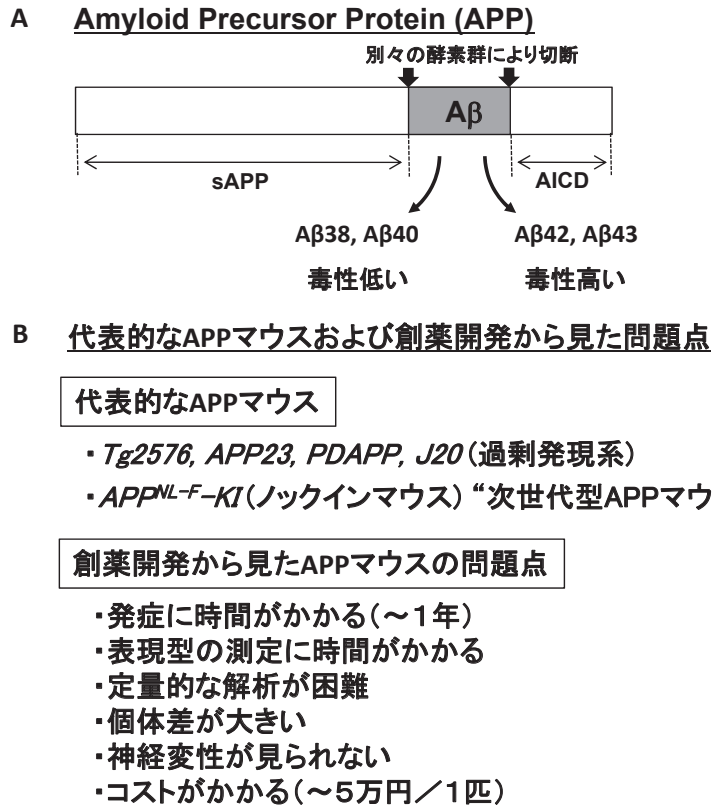 A Amyloid Precursor Protein (APP)
別々の酵素群により切断
Aβ
sAPP
AICD
Aβ38, Aβ40
Aβ42, Aβ43
毒性低い
毒性高い
B 代表的なAPPマウスおよび創薬開発から見た問題点
代表的なAPPマウス
・Tg2576, APP23, PDAPP, J20(過剰発現系)
・APPNL-F-KI(ノックインマウス) “次世代型APPマウ
創薬開発から見たAPPマウスの問題点
・発症に時間がかかる(～1年)
・表現型の測定に時間がかかる
・定量的な解析が困難
・個体差が大きい
・神経変性が見られない
・コストがかかる(～5万円／1匹)